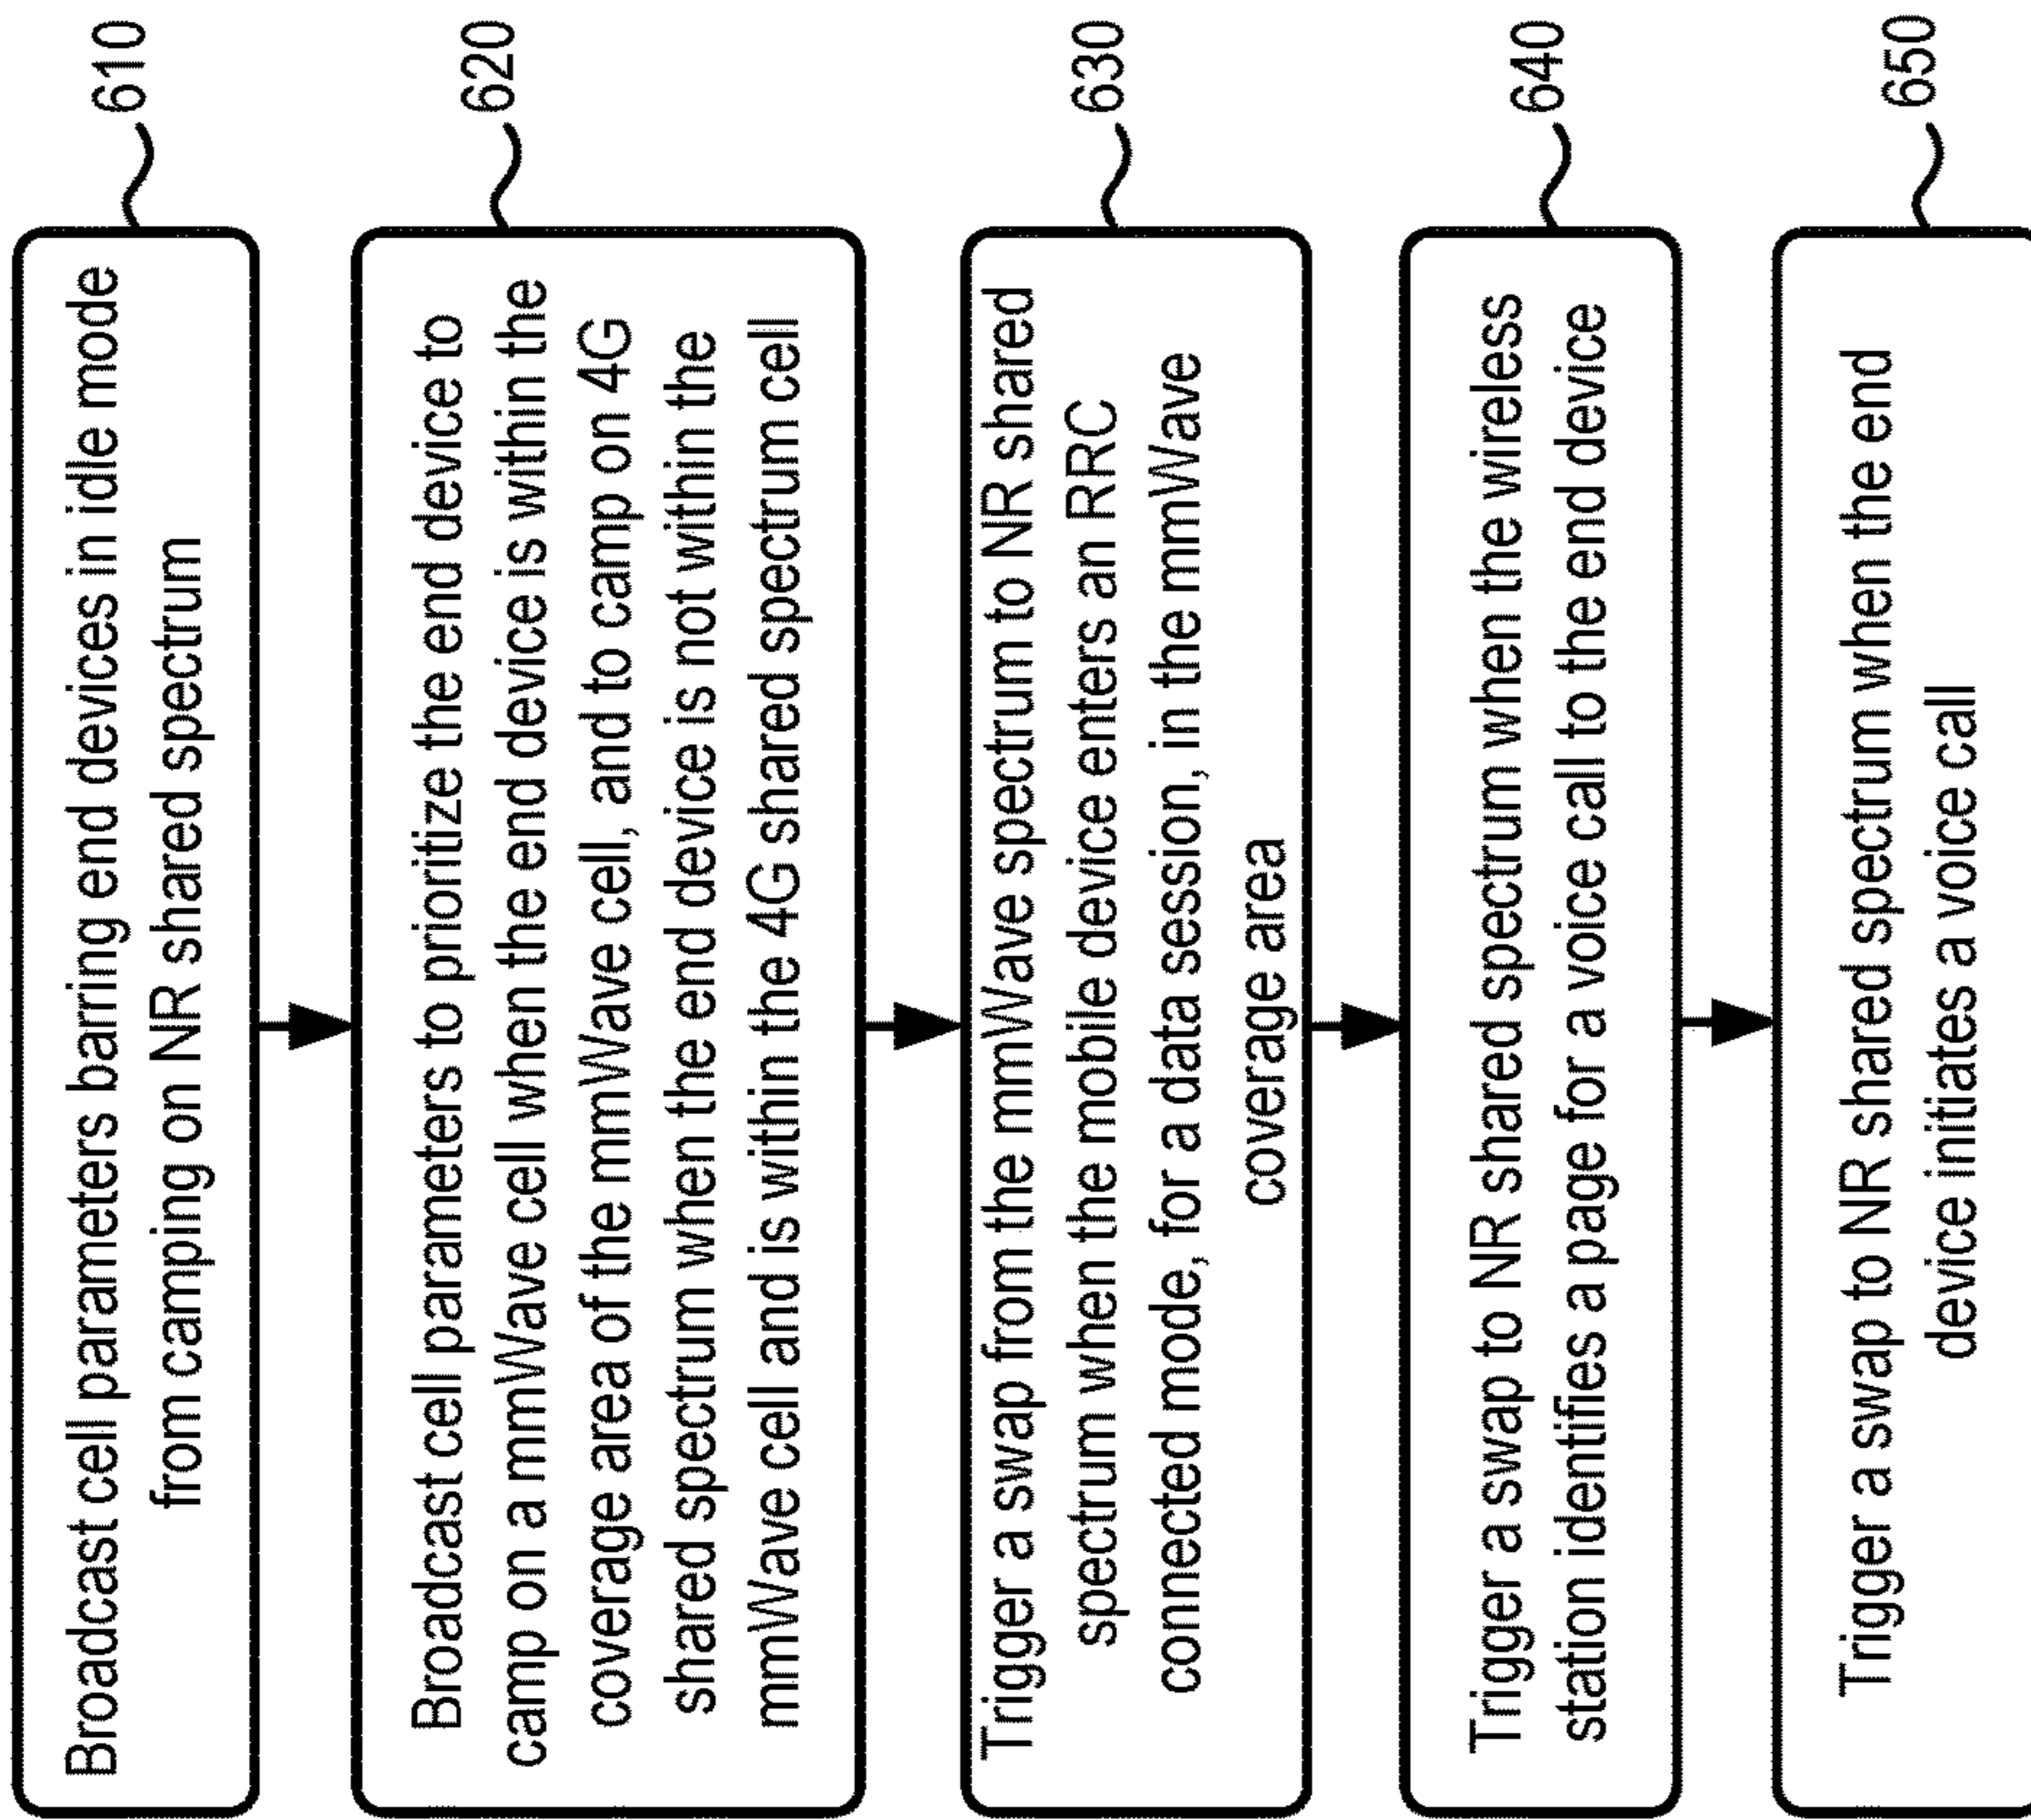 Broadcast cell parameters barring end devices in idle mode
from camping on NR shared spectrum
610
Broadcast cell parameters to prioritize the end device to
camp on a mmWave cell when the end device is within the
coverage area of the mmWave cell, and to camp on 4G
shared spectrum when the end device is not within the
mmWave cell and is within the 4G shared spectrum cell
620
Trigger a swap from the mmWave spectrum to NR shared
spectrum when the mobile device enters an RRC
connected mode, for a data session, in the mmWave
coverage area
630
Trigger a swap to NR shared spectrum when the wireless
station identifies a page for a voice call to the end device
640
Trigger a swap to NR shared spectrum when the end
device initiates a voice call
650